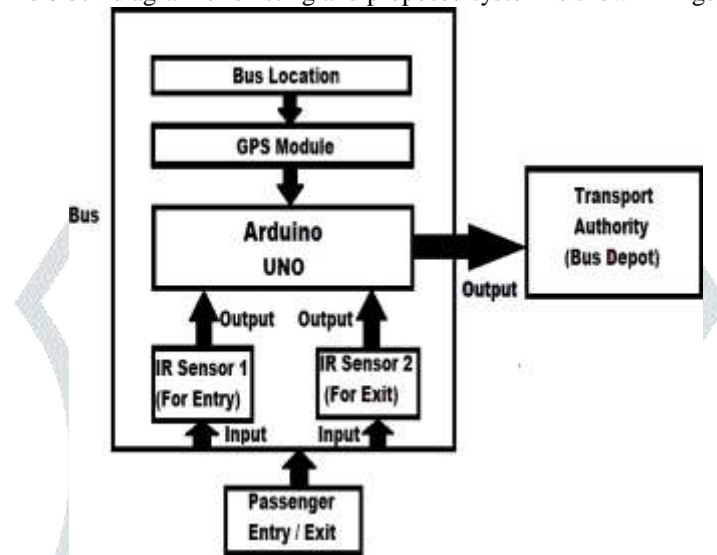 Bus Location
GPS Module
Arduino
UNO
Bus
Transport
Authority
(Bus Depot)
Output
Output
Output
IR Sensor 1
(For Entry)
IR Sensor 2
(For Exit)
Input
Input
Passenger
Entry / Exit